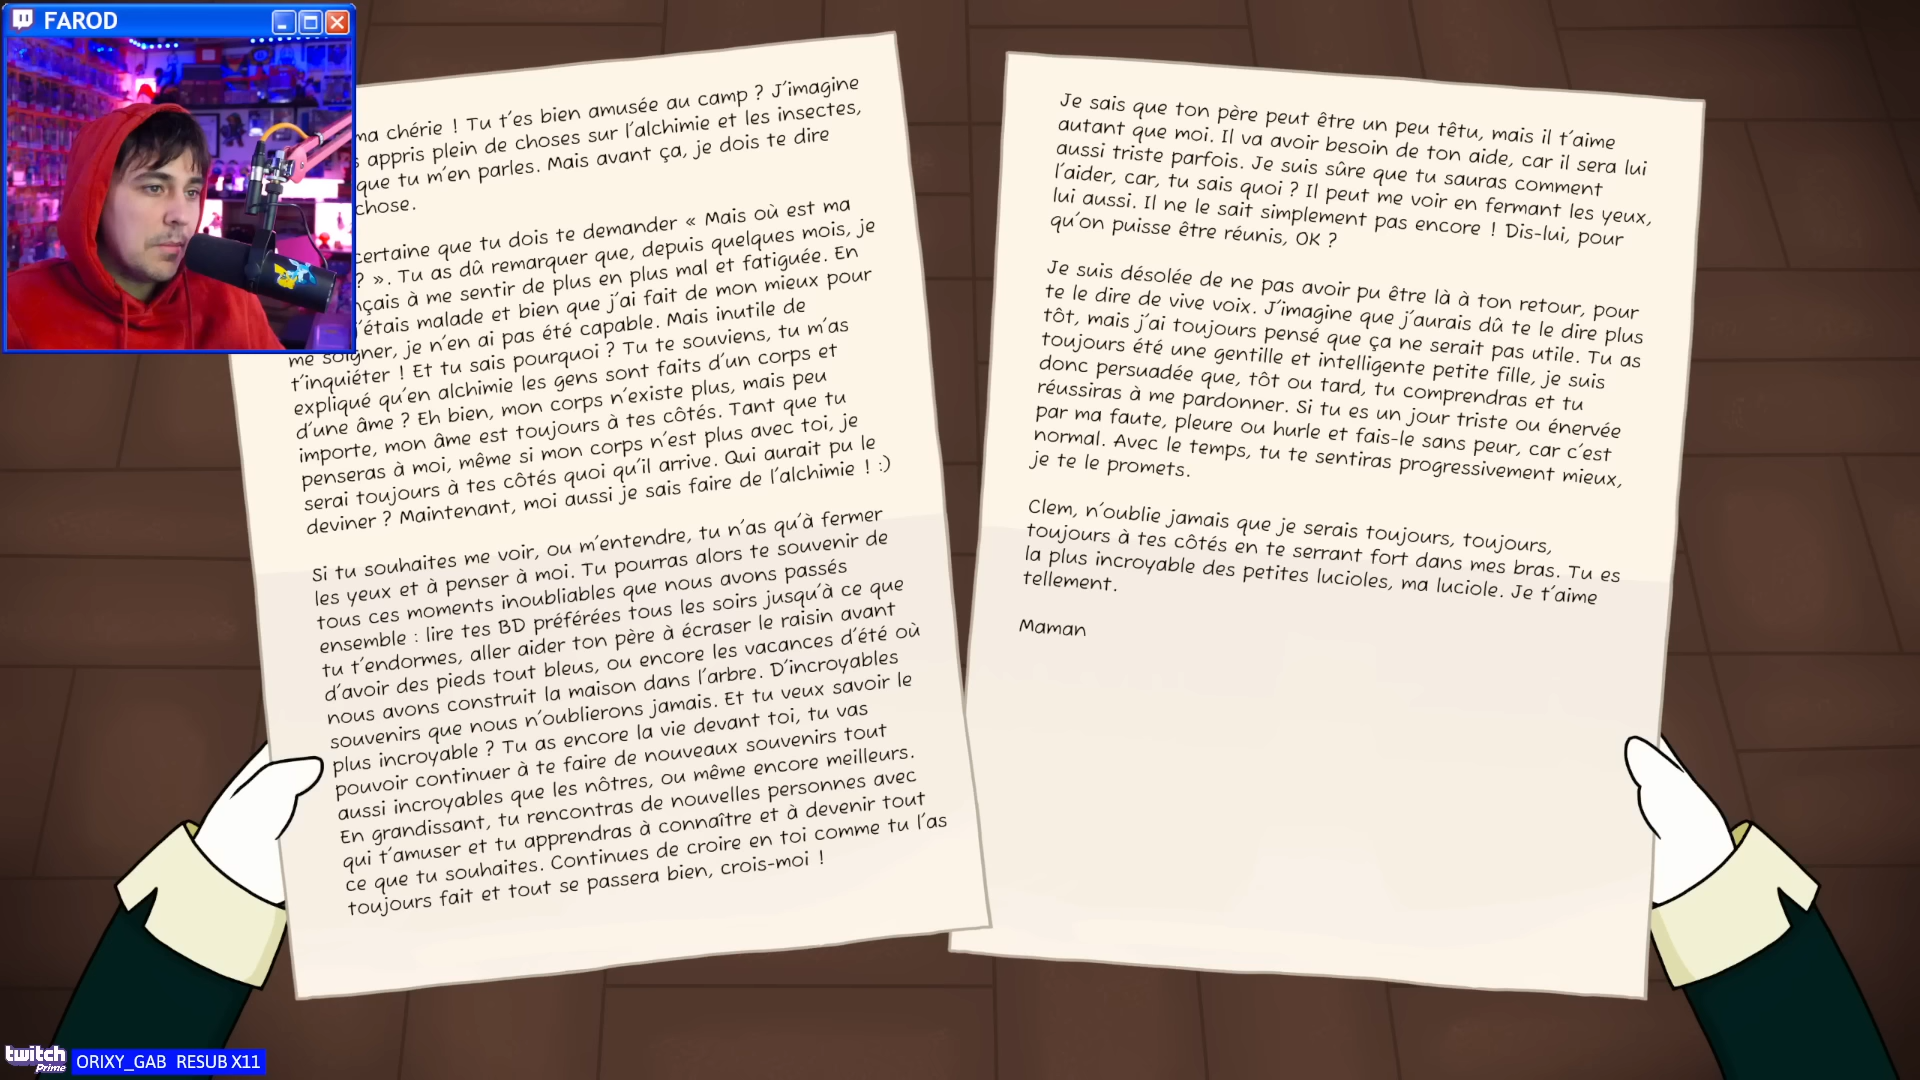 FAROD
ma chérie ! Tu t'es bien amusée au camp ? J'imagine
appris plein de choses sur l'alchimie et les insectes,
que tu m'en parles. Mais avant ça, je dois te dire
chose.
certaine que tu dois te demander « Mais où est ma
? ». Tu as dû remarquer que, depuis quelques mois, je
nçais à me sentir de plus en plus mal et fatiguée. En
j'étais malade et bien que j'ai fait de mon mieux pour
me soigner, je n'en ai pas été capable. Mais inutile de
t'inquiéter ! Et tu sais pourquoi ? Tu te souviens, tu m'as
expliqué qu'en alchimie les gens sont faits d'un corps et
d'une âme ? Eh bien, mon corps n'existe plus, mais peu
importe, mon âme est toujours à tes côtés. Tant que tu
penseras à moi, même si mon corps n'est plus avec toi, je
serai toujours à tes côtés quoi qu'il arrive. Qui aurait pu le
deviner ? Maintenant, moi aussi je sais faire de l'alchimie ! :)
Si tu souhaites me voir, ou m'entendre, tu n'as qu'à fermer
les yeux et à penser à moi. Tu pourras alors te souvenir de
tous ces moments inoubliables que nous avons passés
ensemble : lire tes BD préférées tous les soirs jusqu'à ce que
tu t'endormes, aller aider ton père à écraser le raisin avant
d'avoir des pieds tout bleus, ou encore les vacances d'été où
nous avons construit la maison dans l'arbre. D'incroyables
souvenirs que nous n'oublierons jamais. Et tu veux savoir le
plus incroyable ? Tu as encore la vie devant toi, tu vas
pouvoir continuer à te faire de nouveaux souvenirs tout
aussi incroyables que les nôtres, ou même encore meilleurs.
En grandissant, tu rencontras de nouvelles personnes avec
qui t'amuser et tu apprendras à connaître et à devenir tout
ce que tu souhaites. Continues de croire en toi comme tu l'as
toujours fait et tout se passera bien, crois-moi !
Je sais que ton père peut être un peu têtu, mais il t'aime
autant que moi. Il va avoir besoin de ton aide, car il sera lui
aussi triste parfois. Je suis sûre que tu sauras comment
l'aider, car, tu sais quoi ? Il peut me voir en fermant les yeux,
lui aussi. Il ne le sait simplement pas encore ! Dis-lui, pour
qu'on puisse être réunis, OK ?
Je suis désolée de ne pas avoir pu être là à ton retour, pour
te le dire de vive voix. J'imagine que j'aurais dû te le dire plus
tôt, mais j'ai toujours pensé que ça ne serait pas utile. Tu as
toujours été une gentille et intelligente petite fille, je suis
donc persuadée que, tôt ou tard, tu comprendras et tu
réussiras à me pardonner. Si tu es un jour triste ou énervée
par ma faute, pleure ou hurle et fais-le sans peur, car c'est
normal. Avec le temps, tu te sentiras progressivement mieux,
je te le promets.
Clem, n'oublie jamais que je serais toujours, toujours,
toujours à tes côtés en te serrant fort dans mes bras. Tu es
la plus incroyable des petites lucioles, ma luciole. Je t'aime
tellement.
Maman
twitch
Prime
ORIXY_GAB RESUB X11